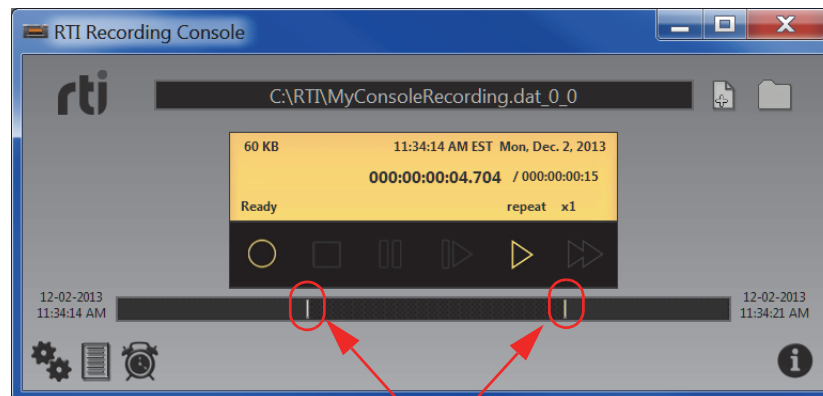 RTI Recording Console
rti
C:\RTI\MyConsoleRecording.dat_0_0
60 KB 11:34:14 AM EST Mon, Dec. 2, 2013
000:00:00:04.704 / 000:00:00:15
Ready repeat x1
12-02-2013
11:34:14 AM
12-02-2013
11:34:21 AM